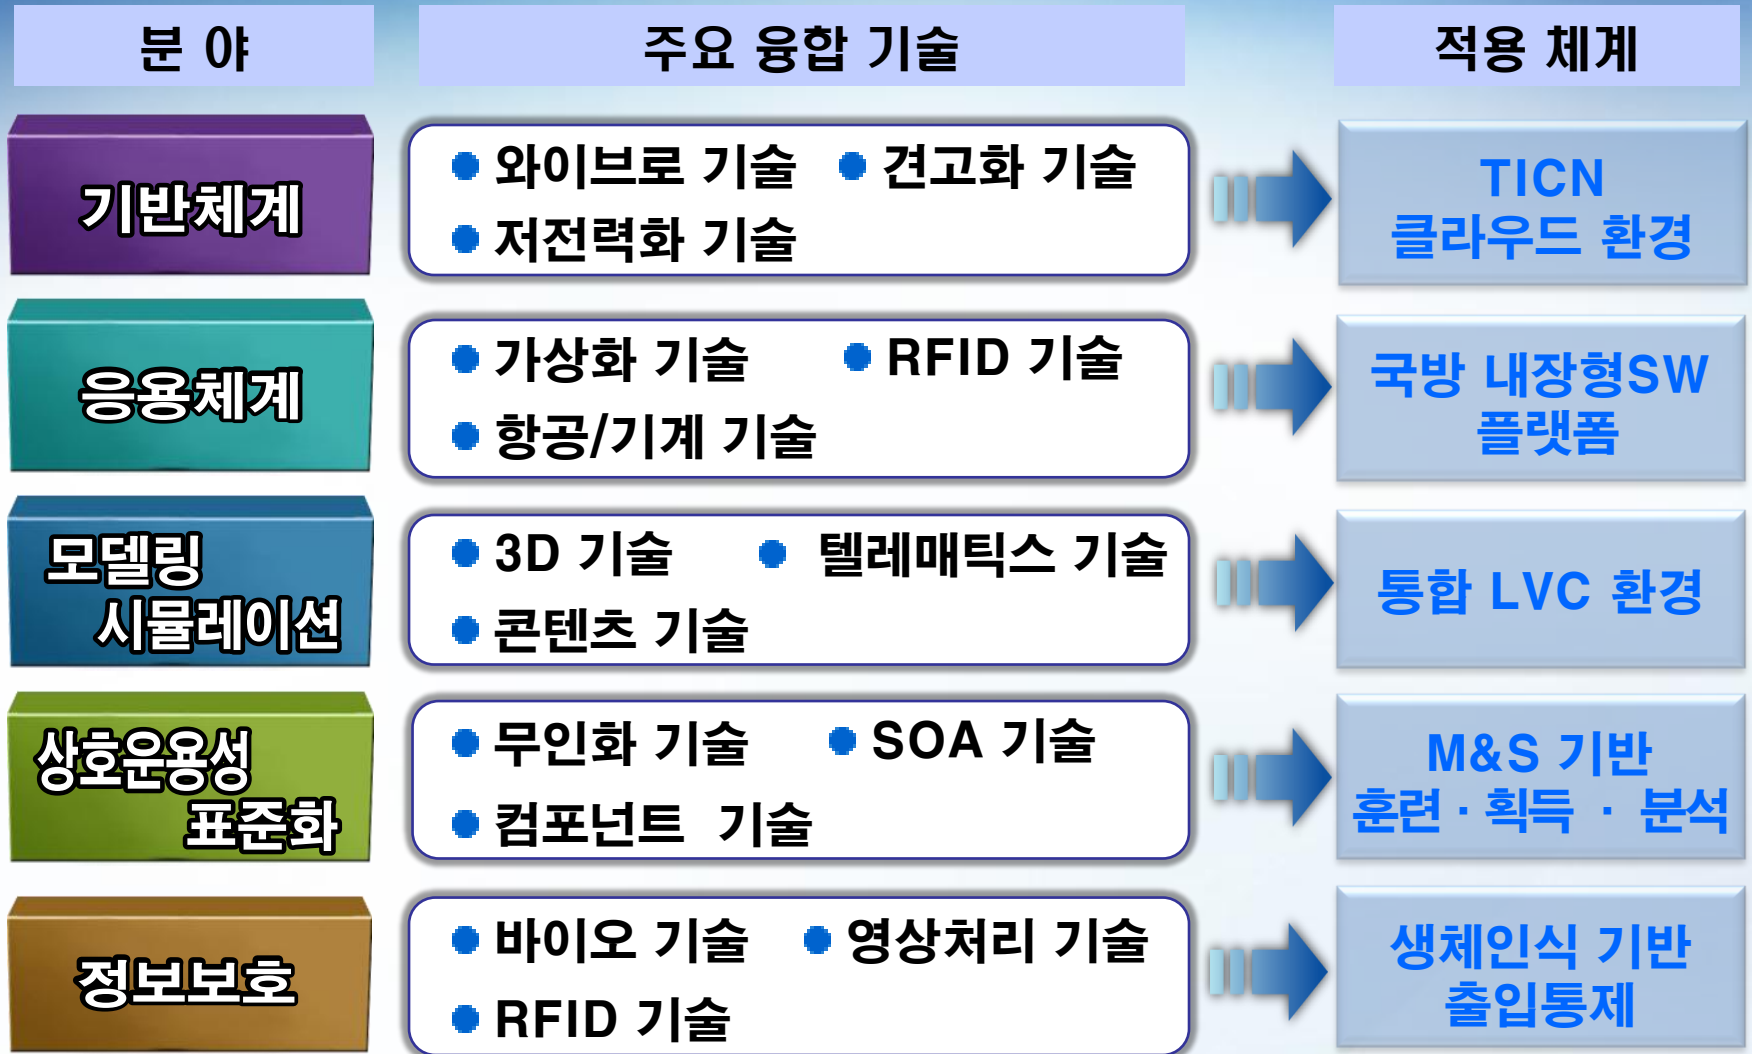 분 야
주요 융합 기술
적용 체계
기반체계
와이브로 기술 견고화 기술
저전력화 기술
TICN
클라우드 환경
응용체계
가상화 기술 RFID 기술
항공/기계 기술
국방 내장형SW
플랫폼
모델링
시뮬레이션
3D 기술 텔레매틱스 기술
콘텐츠 기술
통합 LVC 환경
상호운용성
표준화
무인화 기술 SOA 기술
컴포넌트 기술
M&S 기반
훈련 · 획득 · 분석
정보보호
바이오 기술 영상처리 기술
RFID 기술
생체인식 기반
출입통제